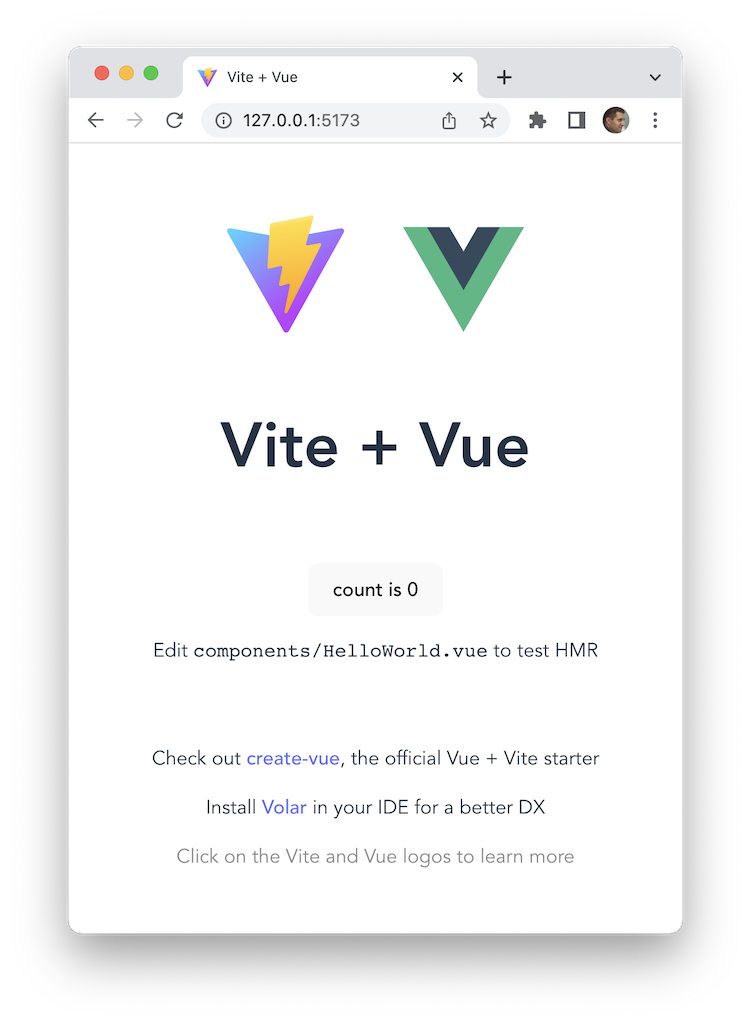 Vite + Vue
127.0.0.1:5173
Vite + Vue
count is 0
Edit components/HelloWorld.vue to test HMR
Check out create-vue, the official Vue + Vite starter
Install Volar in your IDE for a better DX
Click on the Vite and Vue logos to learn more